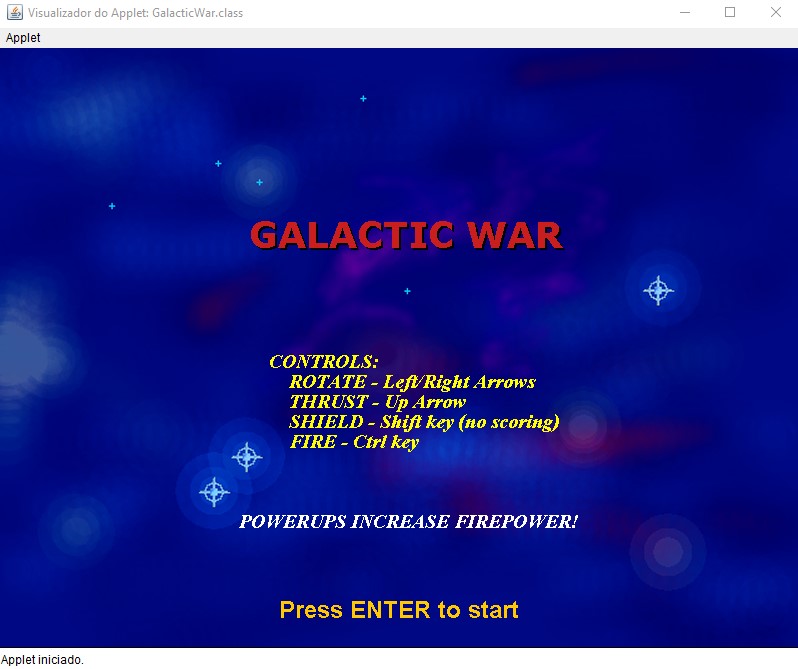 Visualizador do Applet: GalacticWar.class
Applet
GALACTIC WAR
CONTROLS:
ROTATE - Left/Right Arrows
THRUST - Up Arrow
SHIELD - Shift key (no scoring)
FIRE - Ctrl key
POWERUPS INCREASE FIREPOWER!
Press ENTER to start
Applet iniciado.